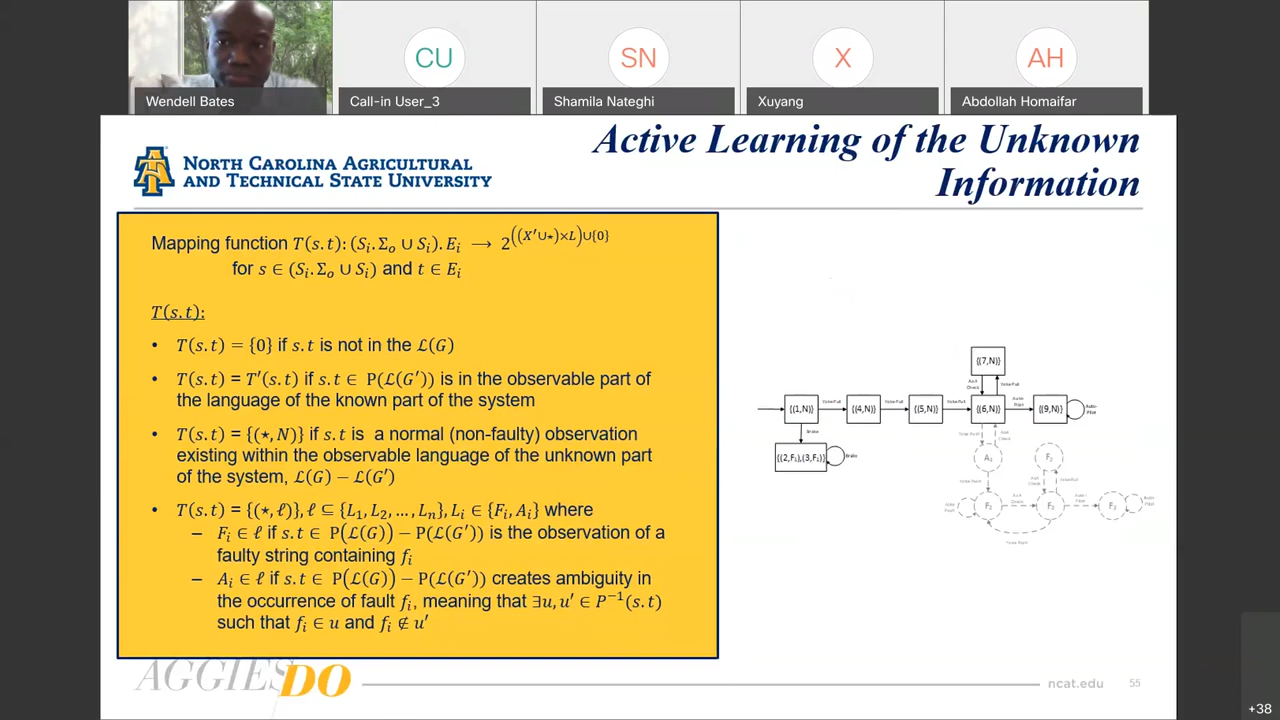 CU
SN
X
AH
Wendell Bates
Call-in User_3
Shamila Nateghi
Xuyang
Abdollah Homaifar
NORTH CAROLINA AGRICULTURAL
AND TECHNICAL STATE UNIVERSITY
Active Learning of the Unknown
Information
Mapping function T(s.t): (Sᵢ.Σₒ ∪ Sᵢ).Eᵢ → 2^(((X′∪⋆)×L)∪{0})
for s ∈ (Sᵢ.Σₒ ∪ Sᵢ) and t ∈ Eᵢ
T(s.t):
• T(s.t) = {0} if s.t is not in the ℒ(G)
• T(s.t) = T′(s.t) if s.t ∈ P(ℒ(G′)) is in the observable part of
the language of the known part of the system
• T(s.t) = {(⋆,N)} if s.t is a normal (non-faulty) observation
existing within the observable language of the unknown part
of the system, ℒ(G) − ℒ(G′)
• T(s.t) = {(⋆,ℓ)}, ℓ ⊆ {L₁, L₂, …, Lₙ}, Lᵢ ∈ {Fᵢ, Aᵢ} where
– Fᵢ ∈ ℓ if s.t ∈ P(ℒ(G)) − P(ℒ(G′)) is the observation of a
faulty string containing fᵢ
– Aᵢ ∈ ℓ if s.t ∈ P(ℒ(G)) − P(ℒ(G′)) creates ambiguity in
the occurrence of fault fᵢ, meaning that ∃u, u′ ∈ P⁻¹(s.t)
such that fᵢ ∈ u and fᵢ ∉ u′
{(7,N)}
{(1,N)}
{(4,N)}
{(5,N)}
{(6,N)}
{(9,N)}
{(2,F₁),(3,F₁)}
AGGIES DO
ncat.edu
55
+38